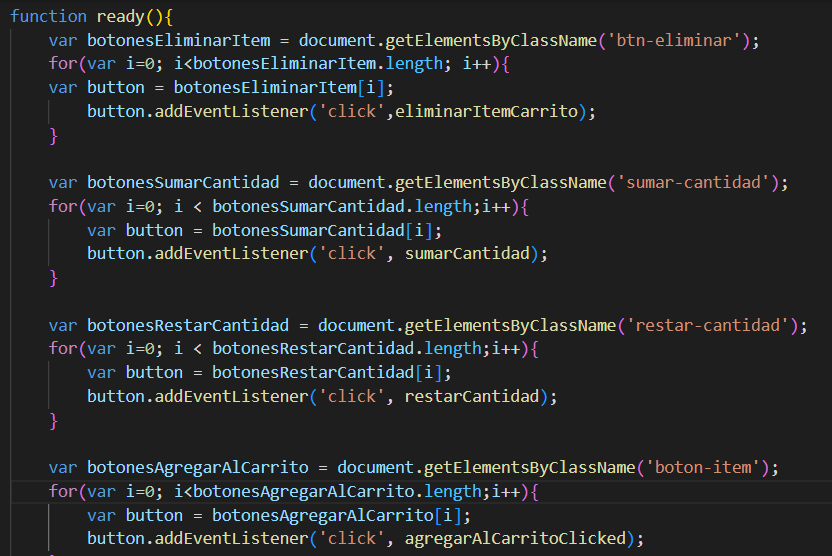 function ready(){
    var botonesEliminarItem = document.getElementsByClassName('btn-eliminar');
    for(var i=0; i<botonesEliminarItem.length; i++){
    var button = botonesEliminarItem[i];
        button.addEventListener('click',eliminarItemCarrito);
    }
    var botonesSumarCantidad = document.getElementsByClassName('sumar-cantidad');
    for(var i=0; i < botonesSumarCantidad.length;i++){
        var button = botonesSumarCantidad[i];
        button.addEventListener('click', sumarCantidad);
    }
    var botonesRestarCantidad = document.getElementsByClassName('restar-cantidad');
    for(var i=0; i < botonesRestarCantidad.length;i++){
        var button = botonesRestarCantidad[i];
        button.addEventListener('click', restarCantidad);
    }
    var botonesAgregarAlCarrito = document.getElementsByClassName('boton-item');
    for(var i=0; i<botonesAgregarAlCarrito.length;i++){
        var button = botonesAgregarAlCarrito[i];
        button.addEventListener('click', agregarAlCarritoClicked);